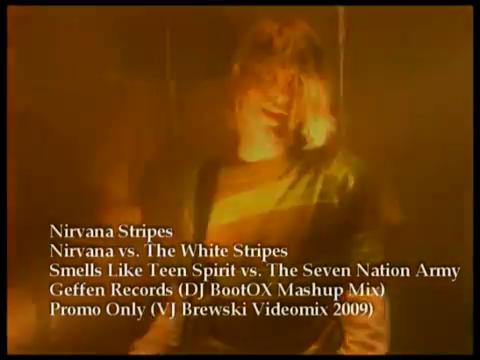 Nirvana Stripes
Nirvana vs. The White Stripes
Smells Like Teen Spirit vs. The Seven Nation Army
Geffen Records (DJ BootOX Mashup Mix)
Promo Only (VJ Brewski Videomix 2009)